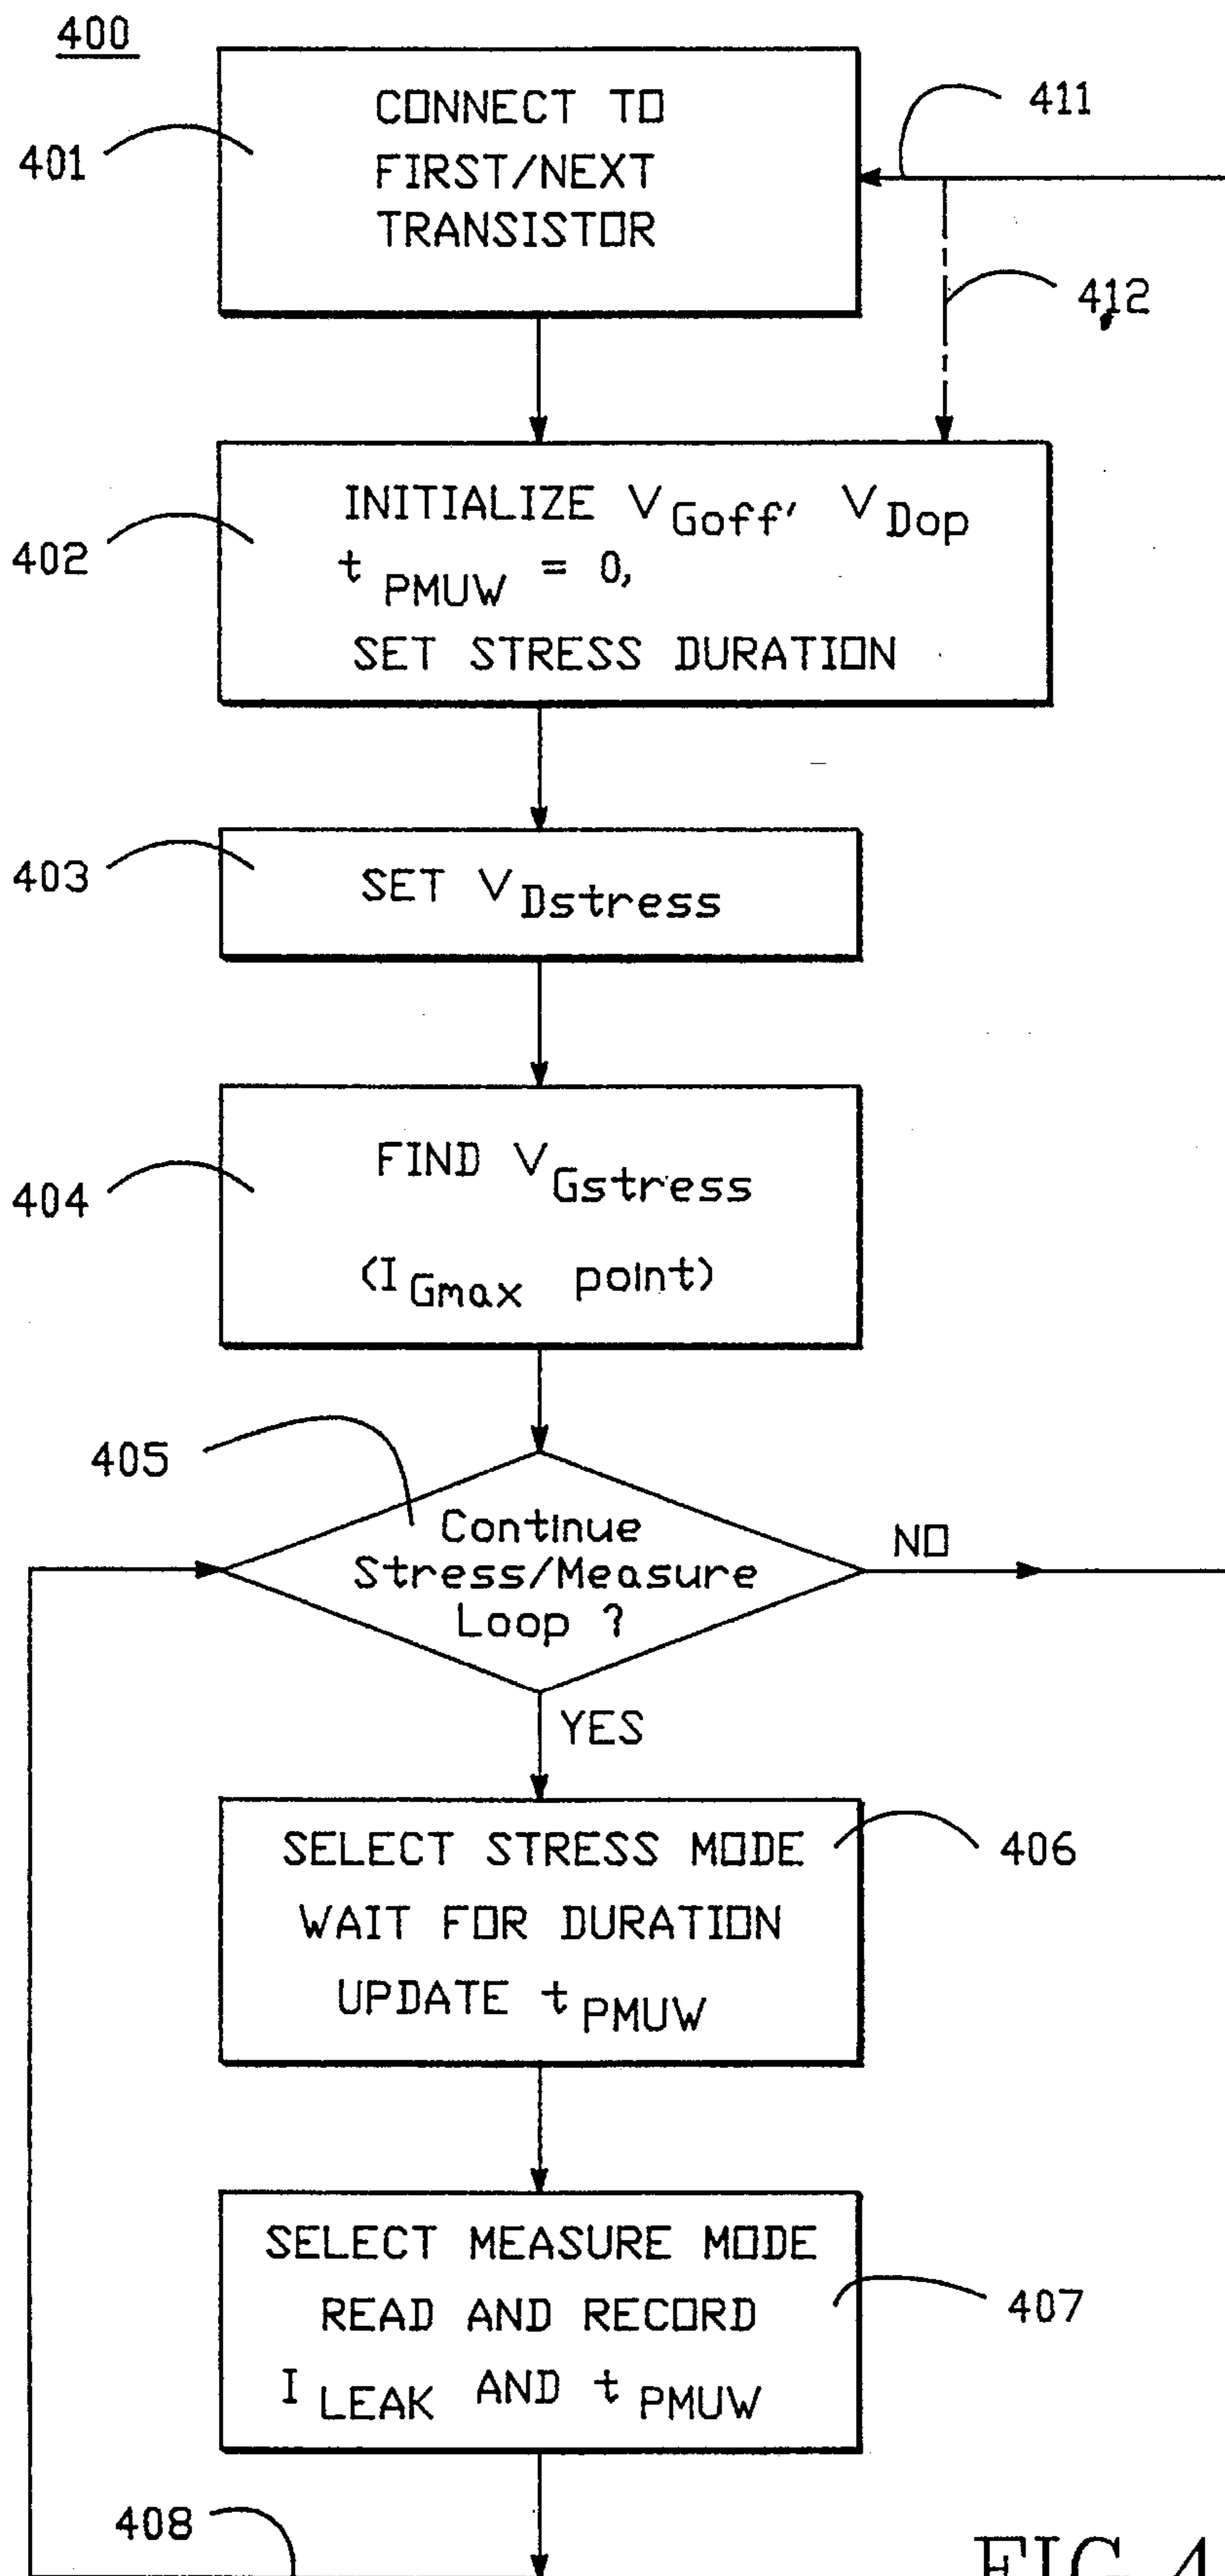 400
401
CONNECT TO
FIRST/NEXT
TRANSISTOR
411
412
402
INITIALIZE V Goff, V Dop
t PMUW = 0,
SET STRESS DURATION
403
SET V Dstress
404
FIND V Gstress
(I Gmax point)
405
Continue
Stress/Measure
Loop ?
NO
YES
406
SELECT STRESS MODE
WAIT FOR DURATION
UPDATE t PMUW
407
SELECT MEASURE MODE
READ AND RECORD
I LEAK AND t PMUW
408
FIG. 4